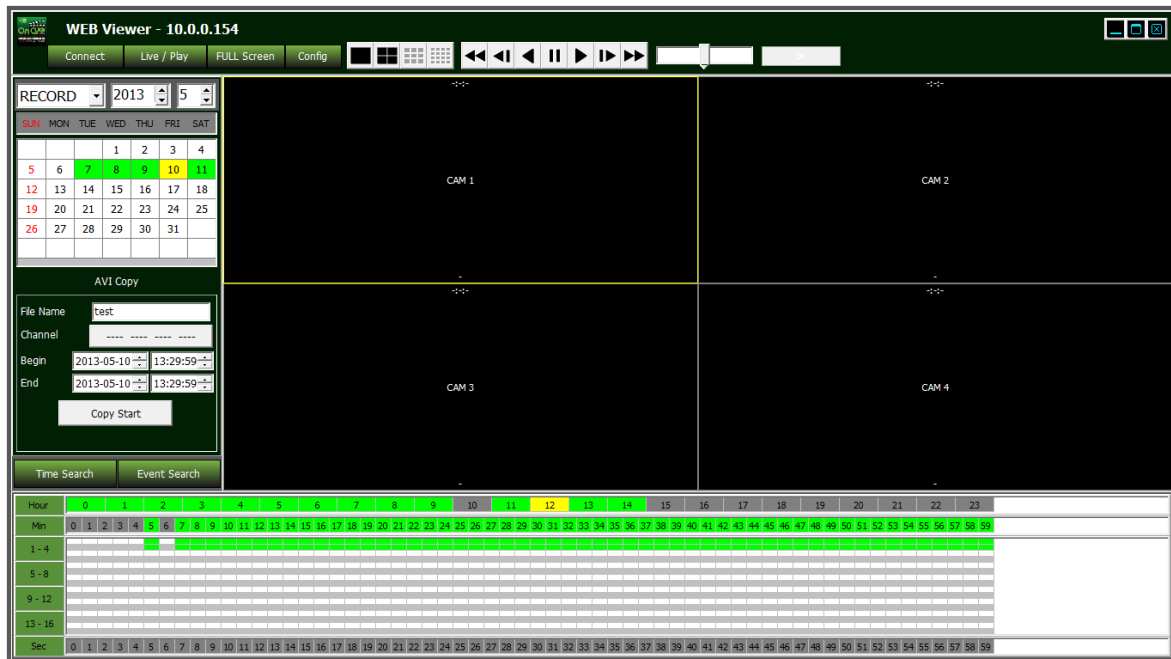 WEB Viewer - 10.0.0.154
Connect Live / Play FULL Screen Config
RECORD 2013 5
SUN MON TUE WED THU FRI SAT
1 2 3 4
5 6 7 8 9 10 11
12 13 14 15 16 17 18
19 20 21 22 23 24 25
26 27 28 29 30 31
AVI Copy
File Name test
Channel ---- ---- ---- ----
Begin 2013-05-10 13:29:59
End 2013-05-10 13:29:59
Copy Start
Time Search Event Search
-:-:-
CAM 1
-
-:-:-
CAM 2
-
-:-:-
CAM 3
-
-:-:-
CAM 4
-
Hour 0 1 2 3 4 5 6 7 8 9 10 11 12 13 14 15 16 17 18 19 20 21 22 23
Min 0 1 2 3 4 5 6 7 8 9 10 11 12 13 14 15 16 17 18 19 20 21 22 23 24 25 26 27 28 29 30 31 32 33 34 35 36 37 38 39 40 41 42 43 44 45 46 47 48 49 50 51 52 53 54 55 56 57 58 59
1 - 4
5 - 8
9 - 12
13 - 16
Sec 0 1 2 3 4 5 6 7 8 9 10 11 12 13 14 15 16 17 18 19 20 21 22 23 24 25 26 27 28 29 30 31 32 33 34 35 36 37 38 39 40 41 42 43 44 45 46 47 48 49 50 51 52 53 54 55 56 57 58 59